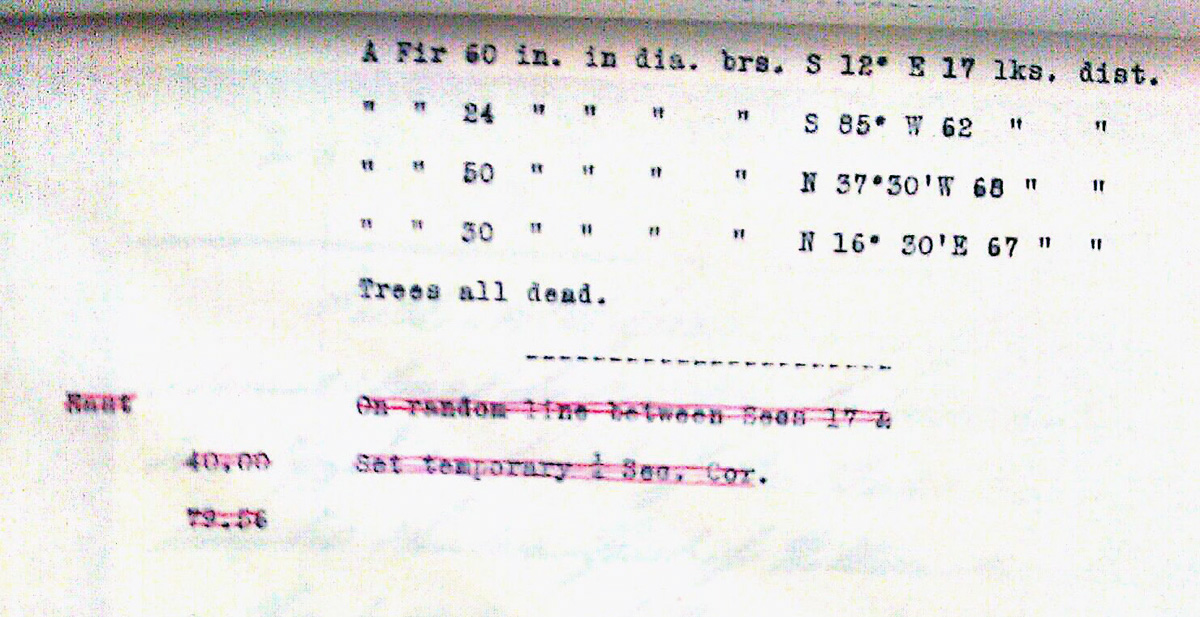 A Fir 60 in. in dia. brs. S 12° E 17 lks. dist.
" " 24 " " " " S 85° W 62 " "
" " 50 " " " " N 37°30'W 68 " "
" " 30 " " " " N 16° 30'E 67 " "
Trees all dead.
----------------------
East On random line between Secs 17 &
40.00 Set temporary ¼ Sec. Cor.
79.56